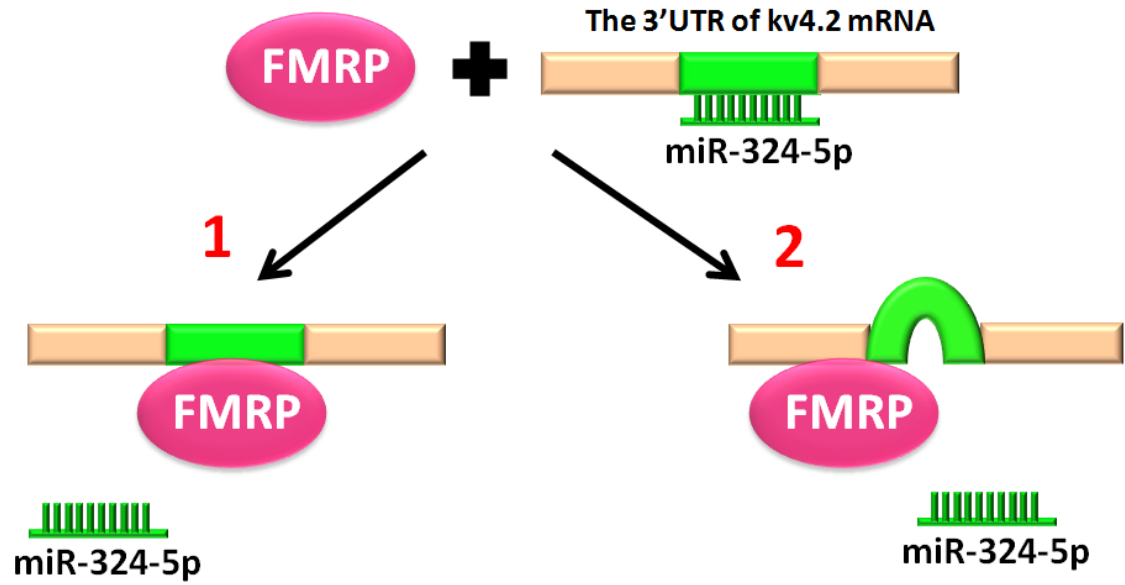 The 3’UTR of kv4.2 mRNA
FMRP
miR-324-5p
1
2
FMRP
FMRP
miR-324-5p
miR-324-5p